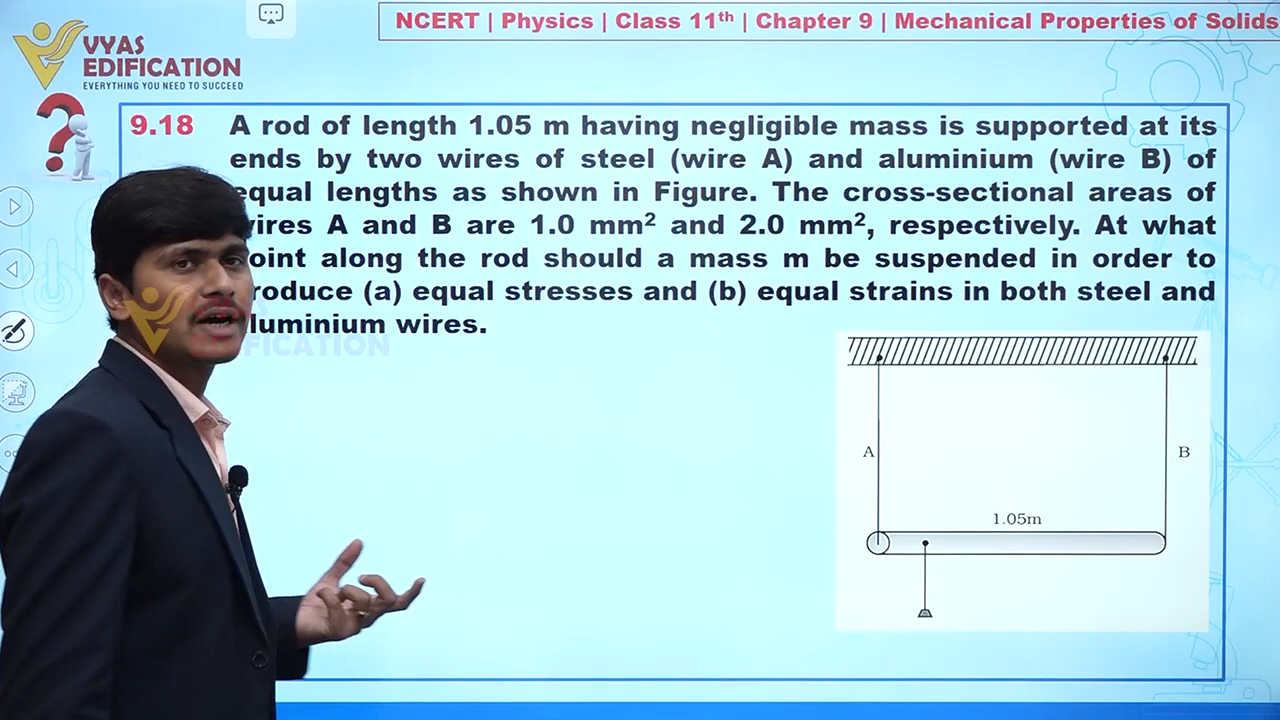 NCERT | Physics | Class 11th | Chapter 9 | Mechanical Properties of Solids
VYAS
EDIFICATION
EVERYTHING YOU NEED TO SUCCEED
9.18 A rod of length 1.05 m having negligible mass is supported at its
ends by two wires of steel (wire A) and aluminium (wire B) of
equal lengths as shown in Figure. The cross-sectional areas of
wires A and B are 1.0 mm² and 2.0 mm², respectively. At what
point along the rod should a mass m be suspended in order to
produce (a) equal stresses and (b) equal strains in both steel and
aluminium wires.
A
B
1.05m